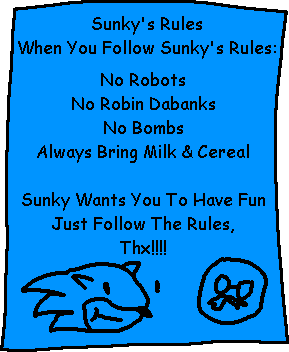 Sunky's Rules
When You Follow Sunky's Rules:
No Robots
No Robin Dabanks
No Bombs
Always Bring Milk & Cereal
Sunky Wants You To Have Fun
Just Follow The Rules,
Thx!!!!